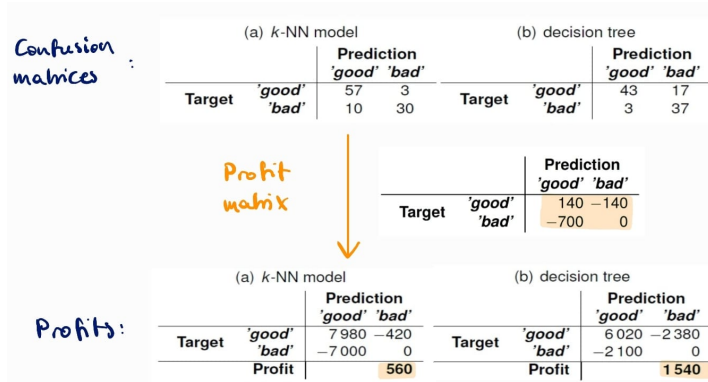 Confusion
matrices :
(a) k-NN model
Prediction
'good' 'bad'
Target 'good' 57 3
'bad' 10 30
(b) decision tree
Prediction
'good' 'bad'
Target 'good' 43 17
'bad' 3 37
Profit
matrix
Prediction
'good' 'bad'
Target 'good' 140 −140
'bad' −700 0
Profits:
(a) k-NN model
Prediction
'good' 'bad'
Target 'good' 7 980 −420
'bad' −7 000 0
Profit 560
(b) decision tree
Prediction
'good' 'bad'
Target 'good' 6 020 −2 380
'bad' −2 100 0
Profit 1 540